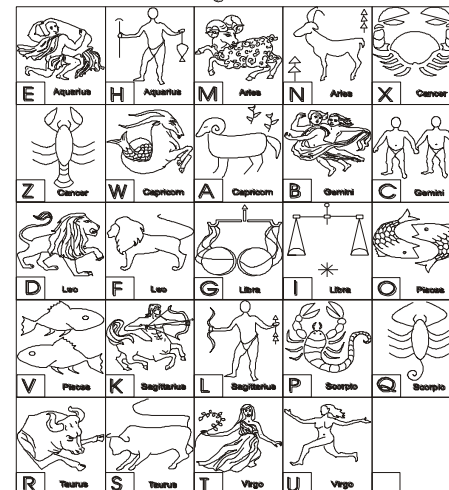 E Aquarius H Aquarius M Aries N Aries X Cancer
Z Cancer W Capricorn A Capricorn B Gemini C Gemini
D Leo F Leo G Libra I Libra O Pisces
V Pisces K Sagittarius L Sagittarius P Scorpio Q Scorpio
R Taurus S Taurus T Virgo U Virgo